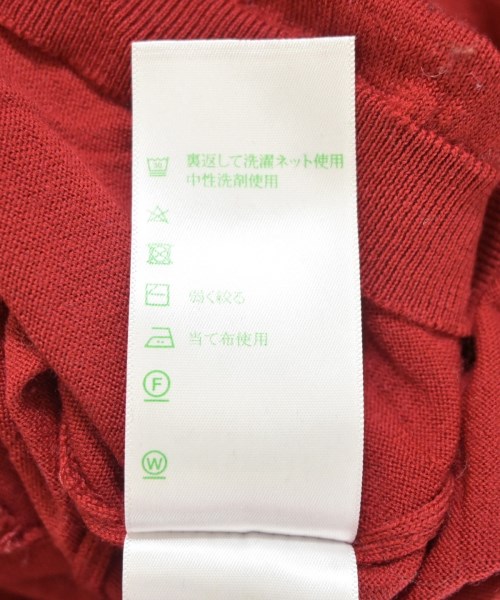 裏返して洗濯ネット使用
中性洗剤使用
弱く絞る
当て布使用
F
W